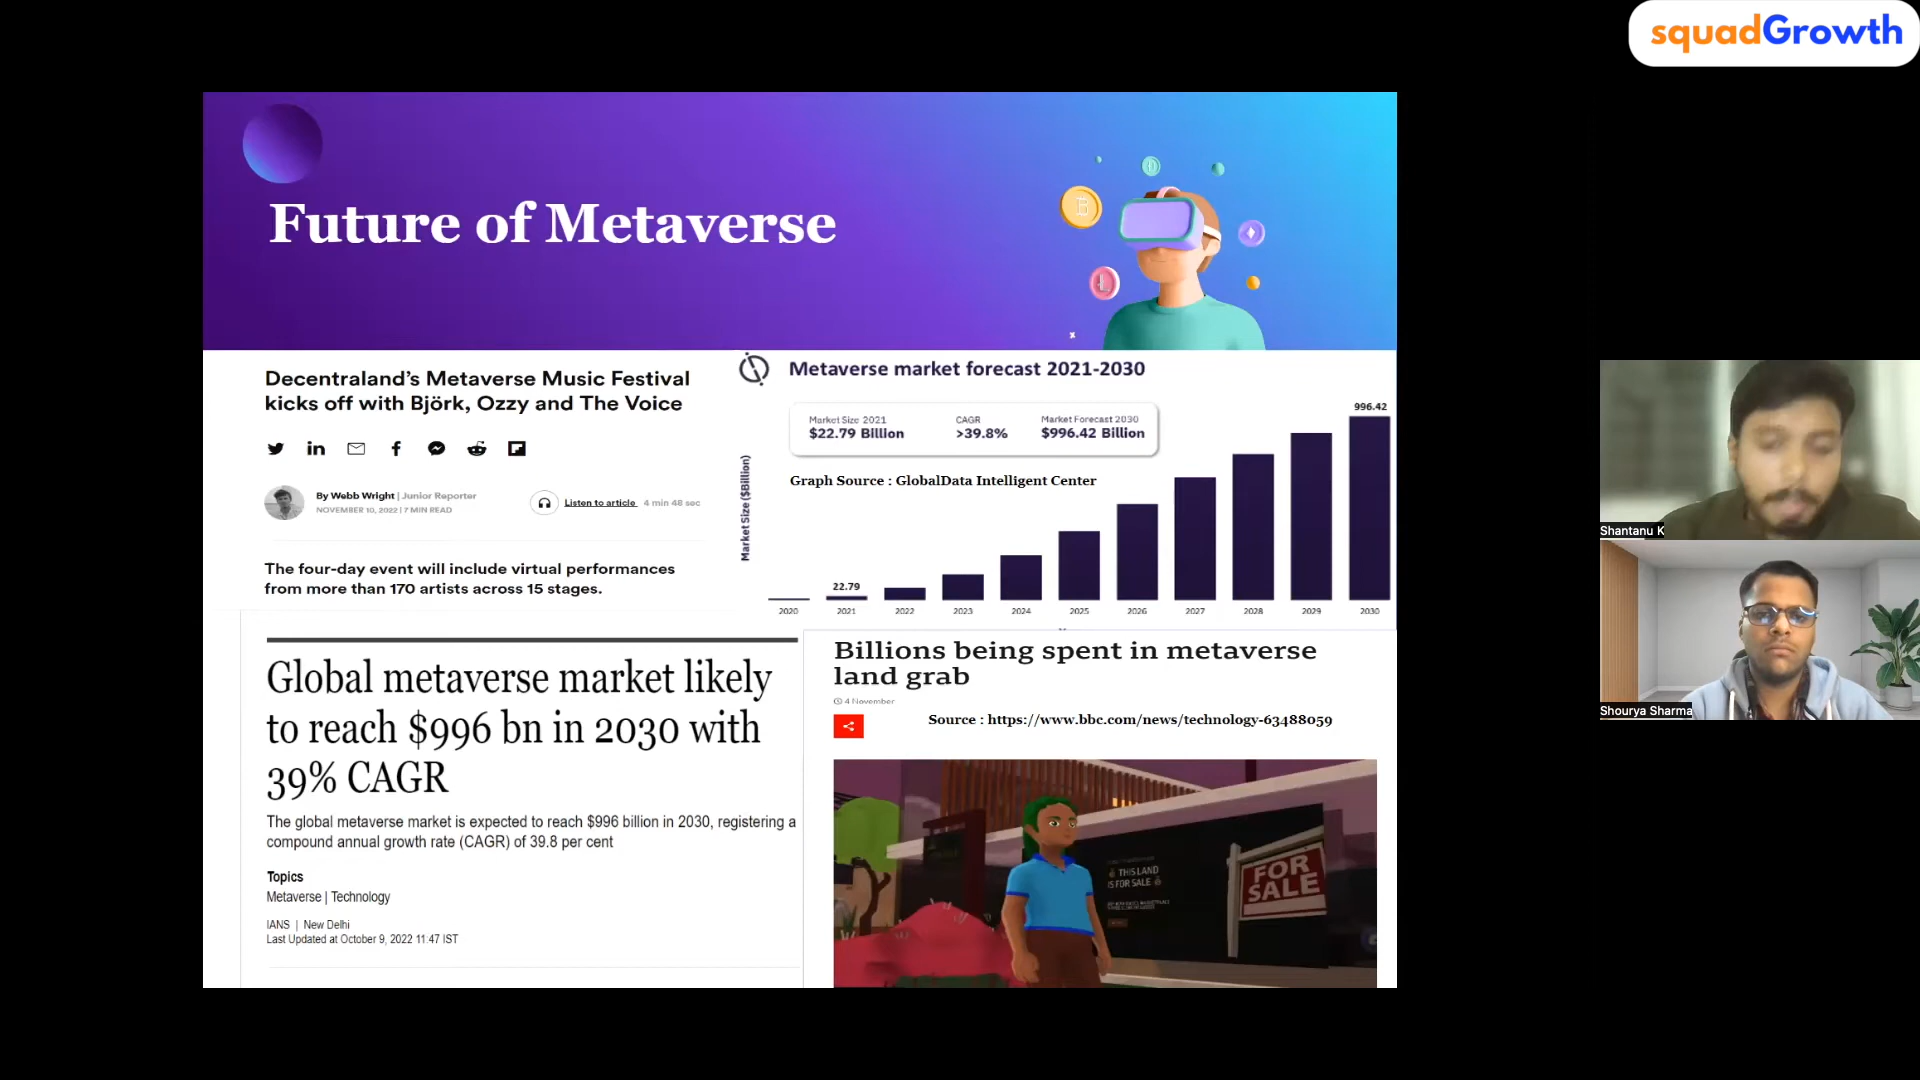 squadGrowth
Future of Metaverse
Decentraland’s Metaverse Music Festival
kicks off with Björk, Ozzy and The Voice
By Webb Wright | Junior Reporter
NOVEMBER 10, 2022 | 7 MIN READ
Listen to article 4 min 48 sec
The four-day event will include virtual performances
from more than 170 artists across 15 stages.
Metaverse market forecast 2021-2030
Market Size 2021
$22.79 Billion
CAGR
>39.8%
Market Forecast 2030
$996.42 Billion
Graph Source : GlobalData Intelligent Center
Market Size ($Billion)
22.79
996.42
2020 2021 2022 2023 2024 2025 2026 2027 2028 2029 2030
Global metaverse market likely
to reach $996 bn in 2030 with
39% CAGR
The global metaverse market is expected to reach $996 billion in 2030, registering a
compound annual growth rate (CAGR) of 39.8 per cent
Topics
Metaverse | Technology
IANS | New Delhi
Last Updated at October 9, 2022 11:47 IST
Billions being spent in metaverse
land grab
4 November
Source : https://www.bbc.com/news/technology-63488059
THIS LAND
IS FOR SALE
FOR
SALE
Shantanu K
Shourya Sharma